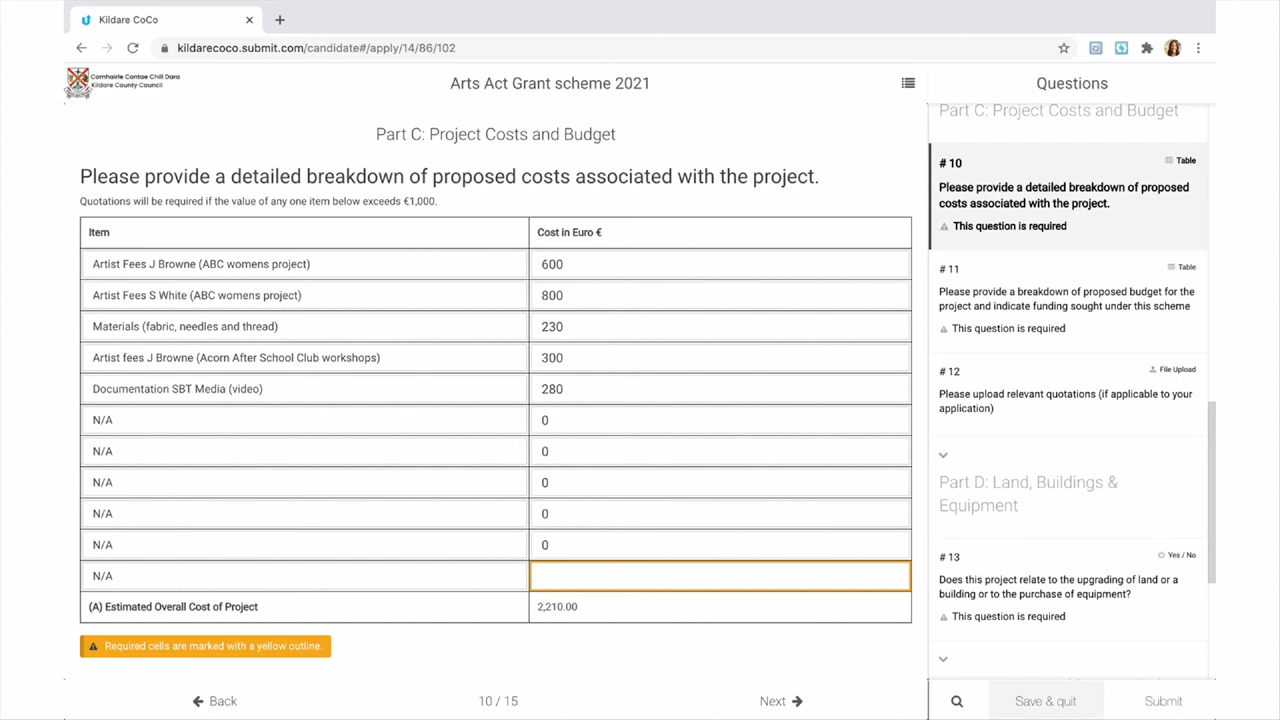 Kildare CoCo
kildarecoco.submit.com/candidate#/apply/14/86/102
Comhairle Contae Chill Dara
Kildare County Council
Arts Act Grant scheme 2021
Questions
Part C: Project Costs and Budget
Please provide a detailed breakdown of proposed costs associated with the project.
Quotations will be required if the value of any one item below exceeds €1,000.
Item Cost in Euro €
Artist Fees J Browne (ABC womens project) 600
Artist Fees S White (ABC womens project) 800
Materials (fabric, needles and thread) 230
Artist fees J Browne (Acorn After School Club workshops) 300
Documentation SBT Media (video) 280
N/A 0
N/A 0
N/A 0
N/A 0
N/A 0
N/A
(A) Estimated Overall Cost of Project 2,210.00
Required cells are marked with a yellow outline.
Back
10 / 15
Next
Part C: Project Costs and Budget
# 10 Table
Please provide a detailed breakdown of proposed
costs associated with the project.
This question is required
# 11 Table
Please provide a breakdown of proposed budget for the
project and indicate funding sought under this scheme
This question is required
# 12 File Upload
Please upload relevant quotations (if applicable to your
application)
Part D: Land, Buildings &
Equipment
# 13 Yes / No
Does this project relate to the upgrading of land or a
building or to the purchase of equipment?
This question is required
Save & quit
Submit